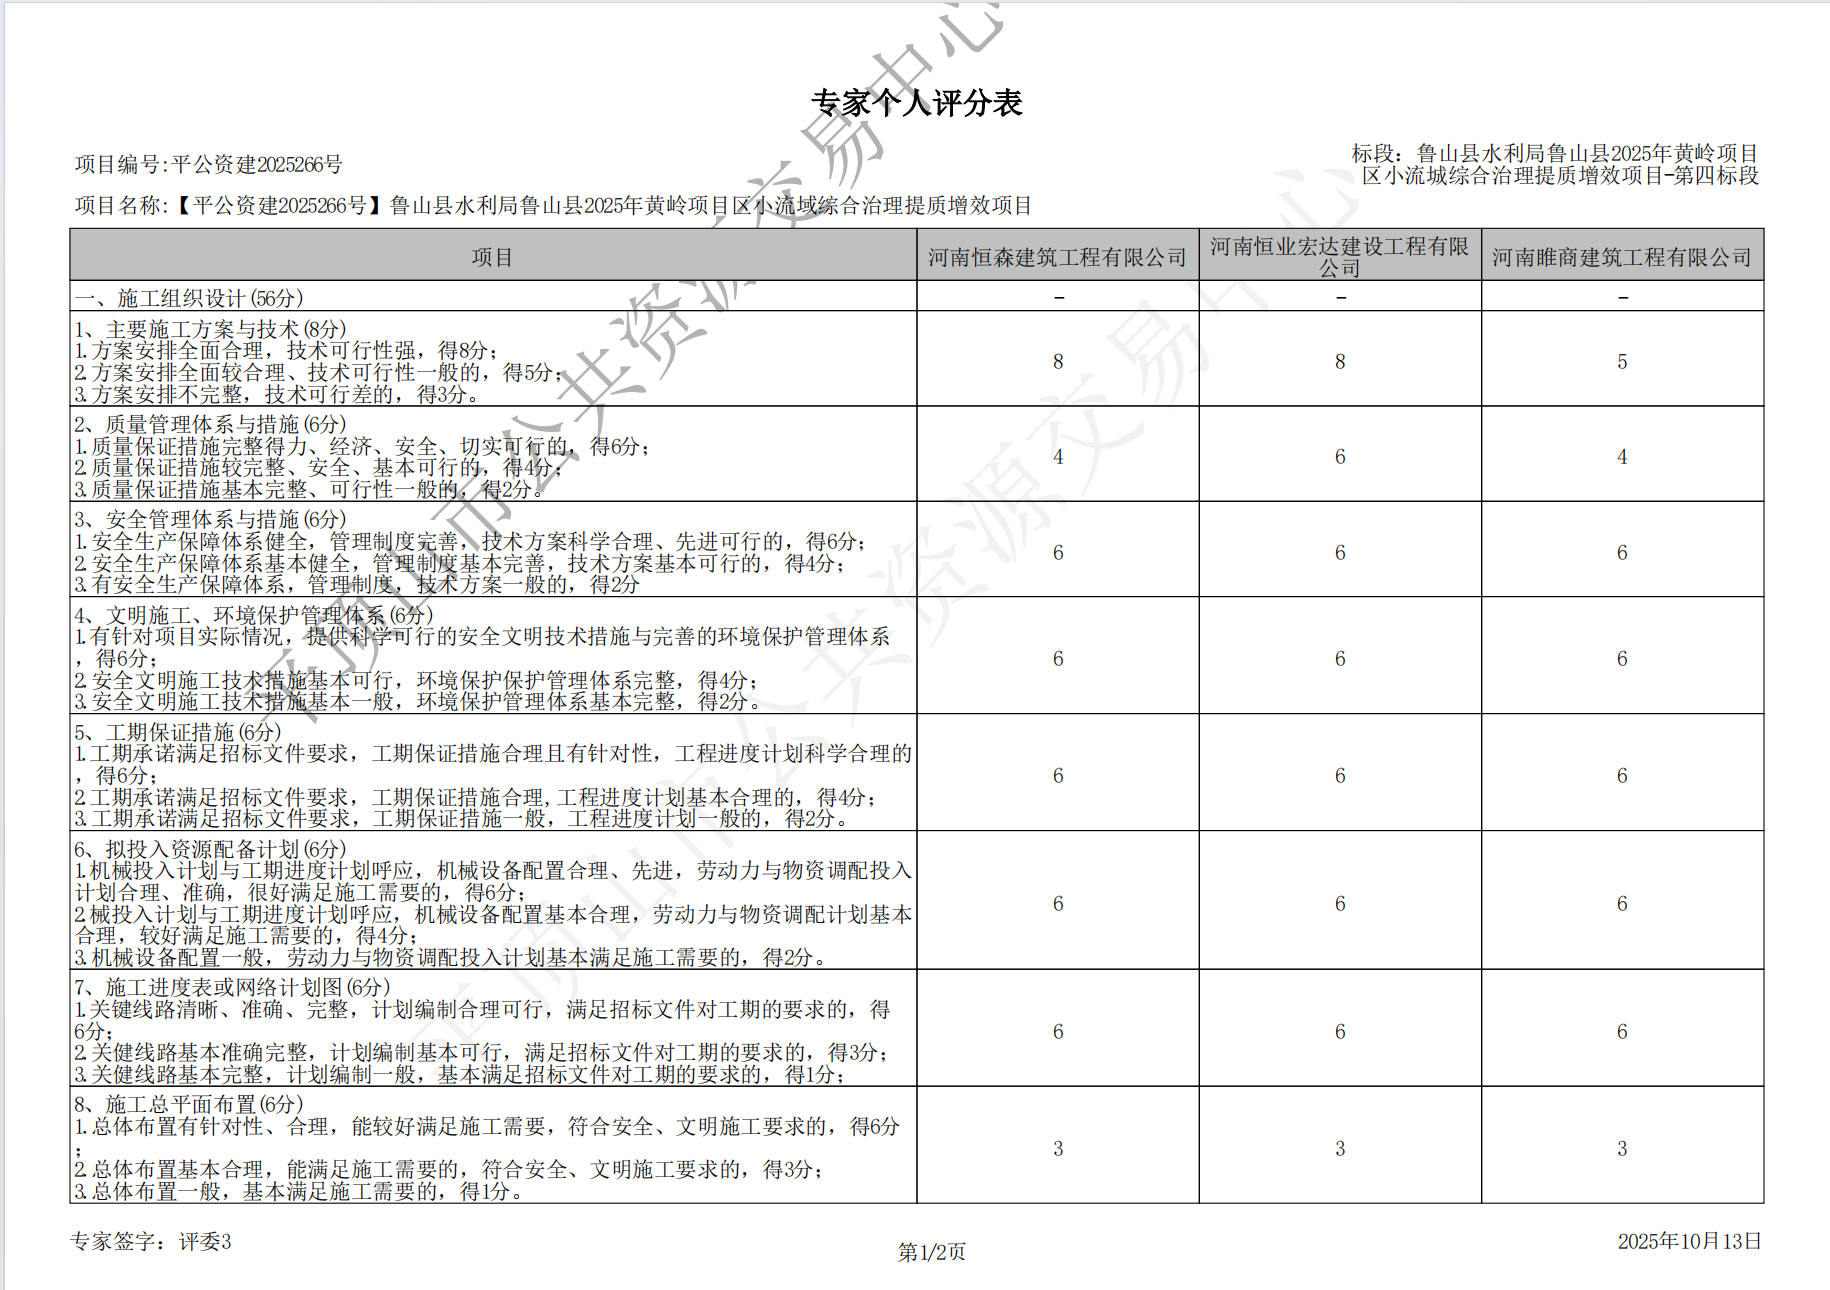 专家个人评分表
项目编号:平公资建2025266号
标段：鲁山县水利局鲁山县2025年黄岭项目
区小流城综合治理提质增效项目-第四标段
项目名称:【平公资建2025266号】鲁山县水利局鲁山县2025年黄岭项目区小流域综合治理提质增效项目
项目
河南恒森建筑工程有限公司
河南恒业宏达建设工程有限
公司
河南睢商建筑工程有限公司
一、施工组织设计(56分)
-
-
-
1、主要施工方案与技术(8分)
1.方案安排全面合理，技术可行性强，得8分；
2.方案安排全面较合理、技术可行性一般的，得5分；
3.方案安排不完整，技术可行差的，得3分。
8
8
5
2、质量管理体系与措施(6分)
1.质量保证措施完整得力、经济、安全、切实可行的，得6分；
2.质量保证措施较完整、安全、基本可行的，得4分；
3.质量保证措施基本完整、可行性一般的，得2分。
4
6
4
3、安全管理体系与措施(6分)
1.安全生产保障体系健全，管理制度完善，技术方案科学合理、先进可行的，得6分；
2.安全生产保障体系基本健全，管理制度基本完善，技术方案基本可行的，得4分；
3.有安全生产保障体系，管理制度，技术方案一般的，得2分
6
6
6
4、文明施工、环境保护管理体系(6分)
1.有针对项目实际情况，提供科学可行的安全文明技术措施与完善的环境保护管理体系
，得6分；
2.安全文明施工技术措施基本可行，环境保护保护管理体系完整，得4分；
3.安全文明施工技术措施基本一般，环境保护管理体系基本完整，得2分。
6
6
6
5、工期保证措施(6分)
1.工期承诺满足招标文件要求，工期保证措施合理且有针对性，工程进度计划科学合理的
，得6分；
2.工期承诺满足招标文件要求，工期保证措施合理,工程进度计划基本合理的，得4分；
3.工期承诺满足招标文件要求，工期保证措施一般，工程进度计划一般的，得2分。
6
6
6
6、拟投入资源配备计划(6分)
1.机械投入计划与工期进度计划呼应，机械设备配置合理、先进，劳动力与物资调配投入
计划合理、准确，很好满足施工需要的，得6分；
2.械投入计划与工期进度计划呼应，机械设备配置基本合理，劳动力与物资调配计划基本
合理，较好满足施工需要的，得4分；
3.机械设备配置一般，劳动力与物资调配投入计划基本满足施工需要的，得2分。
6
6
6
7、施工进度表或网络计划图(6分)
1.关键线路清晰、准确、完整，计划编制合理可行，满足招标文件对工期的要求的，得
6分；
2.关健线路基本准确完整，计划编制基本可行，满足招标文件对工期的要求的，得3分；
3.关健线路基本完整，计划编制一般，基本满足招标文件对工期的要求的，得1分；
6
6
6
8、施工总平面布置(6分)
1.总体布置有针对性、合理，能较好满足施工需要，符合安全、文明施工要求的，得6分
；
2.总体布置基本合理，能满足施工需要的，符合安全、文明施工要求的，得3分；
3.总体布置一般，基本满足施工需要的，得1分。
3
3
3
专家签字：评委3
第1/2页
2025年10月13日
平顶山市公共资源交易中心
平顶山市公共资源交易中心